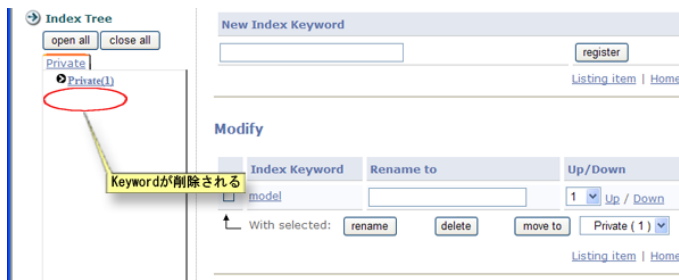 Index Tree
open all close all
Private
Private(1)
Keywordが削除される
New Index Keyword
register
Listing item | Home
Modify
Index Keyword Rename to Up/Down
model 1 Up / Down
With selected: rename delete move to Private ( 1 )
Listing item | Home